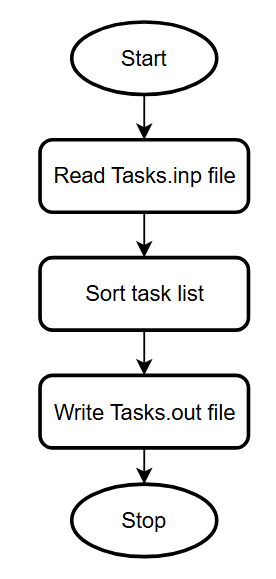 Start
Read Tasks.inp file
Sort task list
Write Tasks.out file
Stop